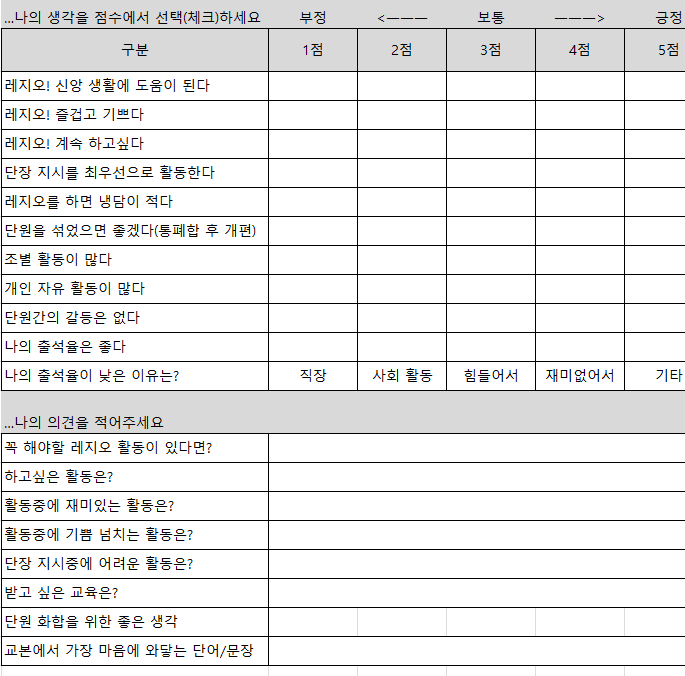 ...나의 생각을 점수에서 선택(체크)하세요 부정 <ㅡㅡㅡ 보통 ㅡㅡㅡ> 긍정
구분 1점 2점 3점 4점 5점
레지오! 신앙 생활에 도움이 된다
레지오! 즐겁고 기쁘다
레지오! 계속 하고싶다
단장 지시를 최우선으로 활동한다
레지오를 하면 냉담이 적다
단원을 섞었으면 좋겠다(통폐합 후 개편)
조별 활동이 많다
개인 자유 활동이 많다
단원간의 갈등은 없다
나의 출석율은 좋다
나의 출석율이 낮은 이유는? 직장 사회 활동 힘들어서 재미없어서 기타
...나의 의견을 적어주세요
꼭 해야할 레지오 활동이 있다면?
하고싶은 활동은?
활동중에 재미있는 활동은?
활동중에 기쁨 넘치는 활동은?
단장 지시중에 어려운 활동은?
받고 싶은 교육은?
단원 화합을 위한 좋은 생각
교본에서 가장 마음에 와닿는 단어/문장